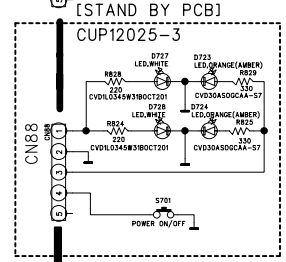 [STAND BY PCB]
CUP12025-3
D727 D723
LED,WHITE LED,ORANGE(AMBER)
R828 R829
220 330
CVD1L0345W31BOCT201 CVD30ASOGCAA-S7
D728 D724
LED,WHITE LED,ORANGE(AMBER)
R824 R825
220 330
CVD1L0345W31BOCT201 CVD30ASOGCAA-S7
CN88
CN88
1
2
3
4
5
S701
POWER ON/OFF